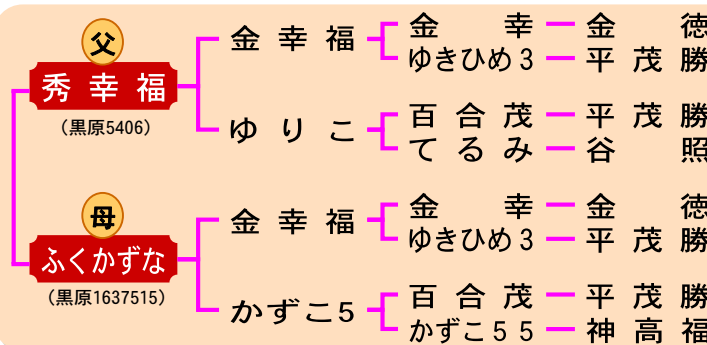 父
秀幸福
（黒原5406）
金幸福
金幸 金徳
ゆきひめ３ 平茂勝
ゆりこ
百合茂 平茂勝
てるみ 谷照
母
ふくかずな
（黒原1637515）
金幸福
金幸 金徳
ゆきひめ３ 平茂勝
かずこ5
百合茂 平茂勝
かずこ５５ 神高福